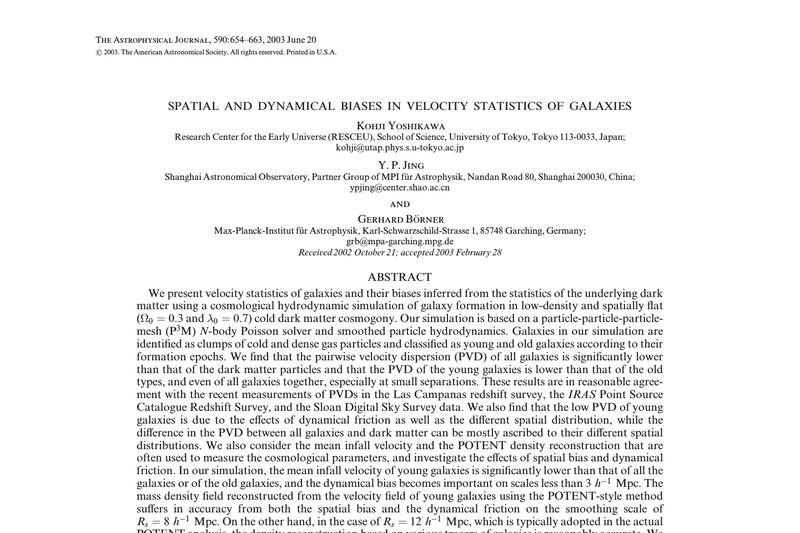 THE ASTROPHYSICAL JOURNAL, 590:654–663, 2003 June 20
© 2003. The American Astronomical Society. All rights reserved. Printed in U.S.A.
SPATIAL AND DYNAMICAL BIASES IN VELOCITY STATISTICS OF GALAXIES
KOHJI YOSHIKAWA
Research Center for the Early Universe (RESCEU), School of Science, University of Tokyo, Tokyo 113-0033, Japan;
kohji@utap.phys.s.u-tokyo.ac.jp
Y. P. JING
Shanghai Astronomical Observatory, Partner Group of MPI für Astrophysik, Nandan Road 80, Shanghai 200030, China;
ypjing@center.shao.ac.cn
AND
GERHARD BÖRNER
Max-Planck-Institut für Astrophysik, Karl-Schwarzschild-Strasse 1, 85748 Garching, Germany;
grb@mpa-garching.mpg.de
Received 2002 October 21; accepted 2003 February 28
ABSTRACT
We present velocity statistics of galaxies and their biases inferred from the statistics of the underlying dark
matter using a cosmological hydrodynamic simulation of galaxy formation in low-density and spatially flat
(Ω₀ = 0.3 and λ₀ = 0.7) cold dark matter cosmogony. Our simulation is based on a particle-particle-particle-
mesh (P³M) N-body Poisson solver and smoothed particle hydrodynamics. Galaxies in our simulation are
identified as clumps of cold and dense gas particles and classified as young and old galaxies according to their
formation epochs. We find that the pairwise velocity dispersion (PVD) of all galaxies is significantly lower
than that of the dark matter particles and that the PVD of the young galaxies is lower than that of the old
types, and even of all galaxies together, especially at small separations. These results are in reasonable agree-
ment with the recent measurements of PVDs in the Las Campanas redshift survey, the IRAS Point Source
Catalogue Redshift Survey, and the Sloan Digital Sky Survey data. We also find that the low PVD of young
galaxies is due to the effects of dynamical friction as well as the different spatial distribution, while the
difference in the PVD between all galaxies and dark matter can be mostly ascribed to their different spatial
distributions. We also consider the mean infall velocity and the POTENT density reconstruction that are
often used to measure the cosmological parameters, and investigate the effects of spatial bias and dynamical
friction. In our simulation, the mean infall velocity of young galaxies is significantly lower than that of all the
galaxies or of the old galaxies, and the dynamical bias becomes important on scales less than 3 h⁻¹ Mpc. The
mass density field reconstructed from the velocity field of young galaxies using the POTENT-style method
suffers in accuracy from both the spatial bias and the dynamical friction on the smoothing scale of
Rₛ = 8 h⁻¹ Mpc. On the other hand, in the case of Rₛ = 12 h⁻¹ Mpc, which is typically adopted in the actual
POTENT analysis, the density reconstruction based on various tracers of galaxies is reasonably accurate. We